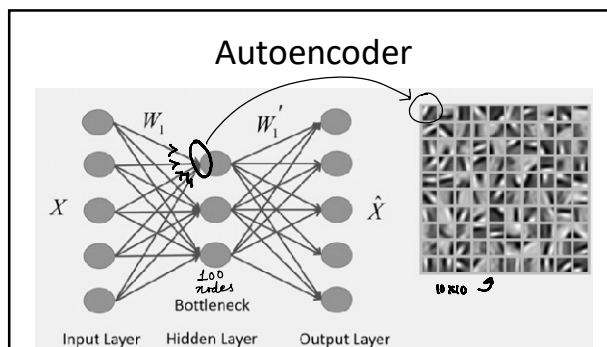 Autoencoder
W₁
W₁′
X
X̂
100
nodes
Bottleneck
10x10
Input Layer Hidden Layer Output Layer